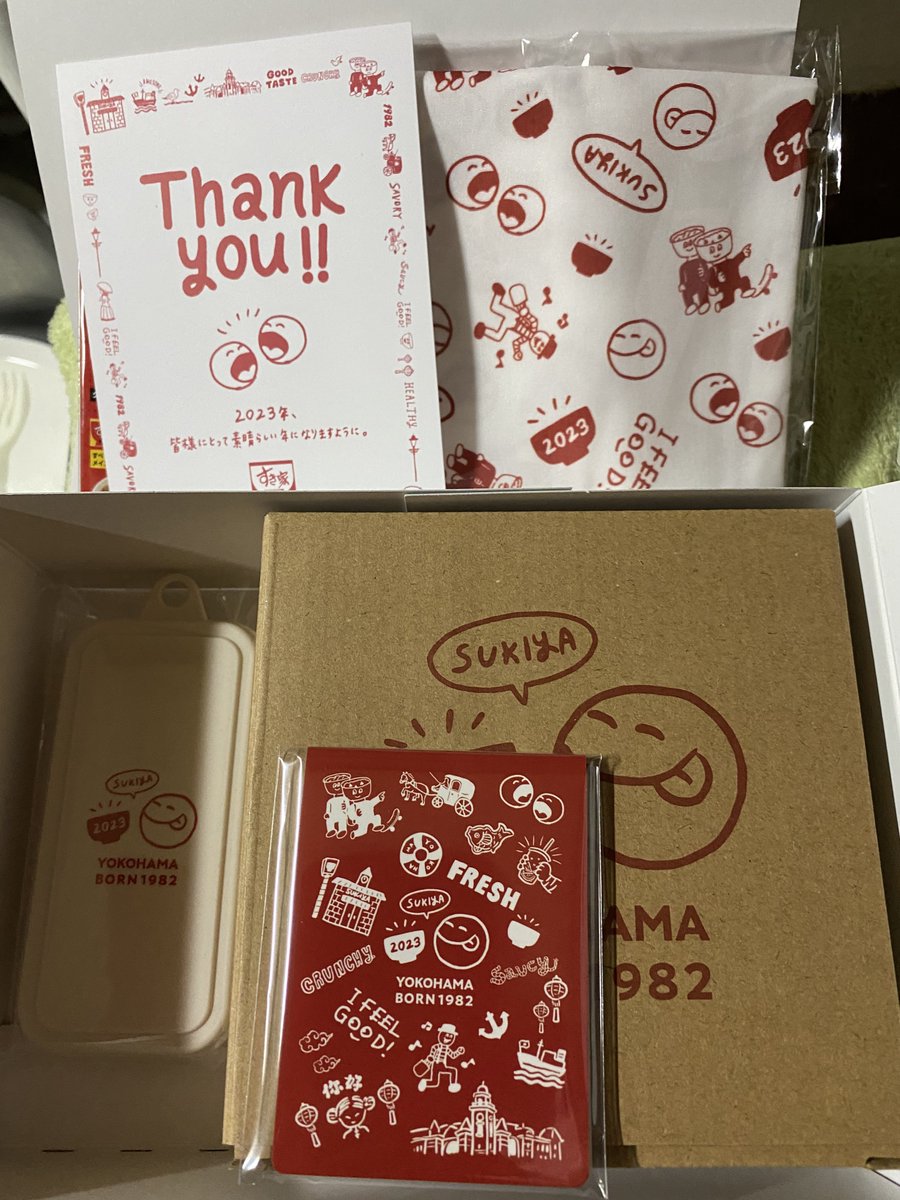 GOOD
TASTE
CRUNCHY
1982
FRESH
SAVORY
Thank
you!!
I FEEL
GOOD!
HEALTHY
1982
2023年、
皆様にとって素晴らしい年になりますように。
すき家
SUKIYA
2023
2023
I FEEL
GOOD!
SUKIYA
2023
YOKOHAMA
BORN 1982
SUKIYA
AMA
1982
FRESH
SUKIYA
SUKIYA
2023
CRUNCHY
YOKOHAMA
BORN 1982
SAUCY
I FEEL
GOOD!
你好